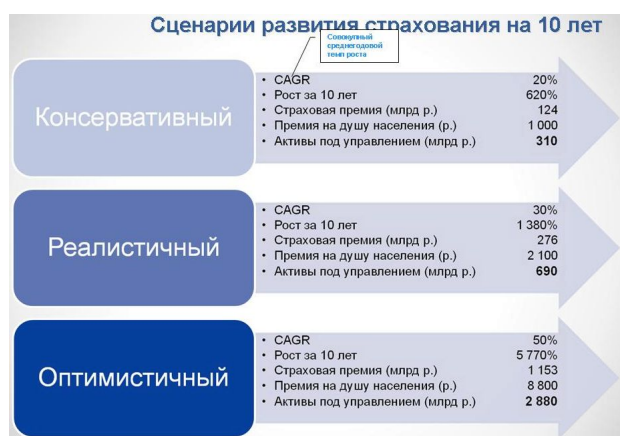 Сценарии развития страхования на 10 лет
Совокупный
среднегодовой
темп роста
Консервативный
• CAGR 20%
• Рост за 10 лет 620%
• Страховая премия (млрд р.) 124
• Премия на душу населения (р.) 1 000
• Активы под управлением (млрд р.) 310
Реалистичный
• CAGR 30%
• Рост за 10 лет 1 380%
• Страховая премия (млрд р.) 276
• Премия на душу населения (р.) 2 100
• Активы под управлением (млрд р.) 690
Оптимистичный
• CAGR 50%
• Рост за 10 лет 5 770%
• Страховая премия (млрд р.) 1 153
• Премия на душу населения (р.) 8 800
• Активы под управлением (млрд р.) 2 880